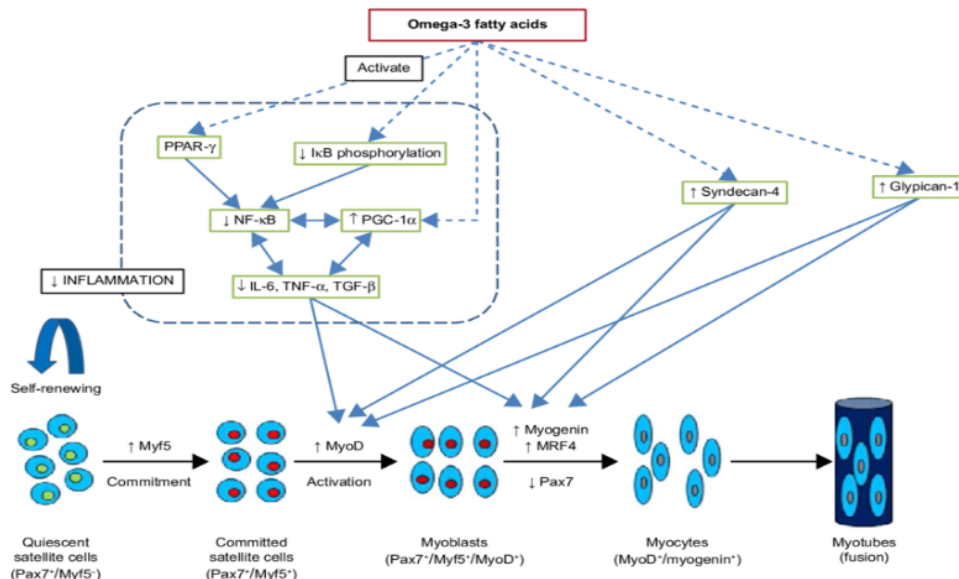 Omega-3 fatty acids
Activate
PPAR-γ
↓ IκB phosphorylation
↑ Syndecan-4
↑ Glypican-1
↓ NF-κB
↑ PGC-1α
↓ INFLAMMATION
↓ IL-6, TNF-α, TGF-β
Self-renewing
↑ Myf5
Commitment
↑ MyoD
Activation
↑ Myogenin
↑ MRF4
↓ Pax7
Quiescent
satellite cells
(Pax7⁺/Myf5⁻)
Committed
satellite cells
(Pax7⁺/Myf5⁺)
Myoblasts
(Pax7⁺/Myf5⁺/MyoD⁺)
Myocytes
(MyoD⁺/myogenin⁺)
Myotubes
(fusion)